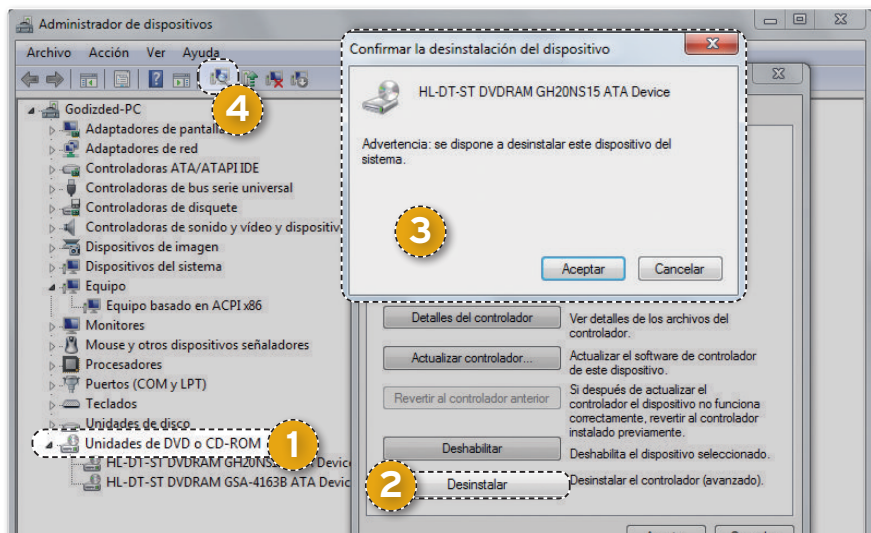 Administrador de dispositivos
Archivo Acción Ver Ayuda
4
Godizded-PC
Adaptadores de pantalla
Adaptadores de red
Controladoras ATA/ATAPI IDE
Controladoras de bus serie universal
Controladoras de disquete
Controladoras de sonido y vídeo y dispositiv
Dispositivos de imagen
Dispositivos del sistema
Equipo
Equipo basado en ACPI x86
Monitores
Mouse y otros dispositivos señaladores
Procesadores
Puertos (COM y LPT)
Teclados
Unidades de disco
Unidades de DVD o CD-ROM
1
HL-DT-ST DVDRAM GH20NS Device
HL-DT-ST DVDRAM GSA-4163B ATA Devic
Confirmar la desinstalación del dispositivo
HL-DT-ST DVDRAM GH20NS15 ATA Device
Advertencia: se dispone a desinstalar este dispositivo del
sistema.
3
Aceptar Cancelar
Detalles del controlador
Ver detalles de los archivos del
controlador.
Actualizar controlador...
Actualizar el software de controlador
de este dispositivo.
Revertir al controlador anterior
Si después de actualizar el
controlador el dispositivo no funciona
correctamente, revertir al controlador
instalado previamente.
Deshabilitar
Deshabilita el dispositivo seleccionado.
2
Desinstalar
Desinstalar el controlador (avanzado).